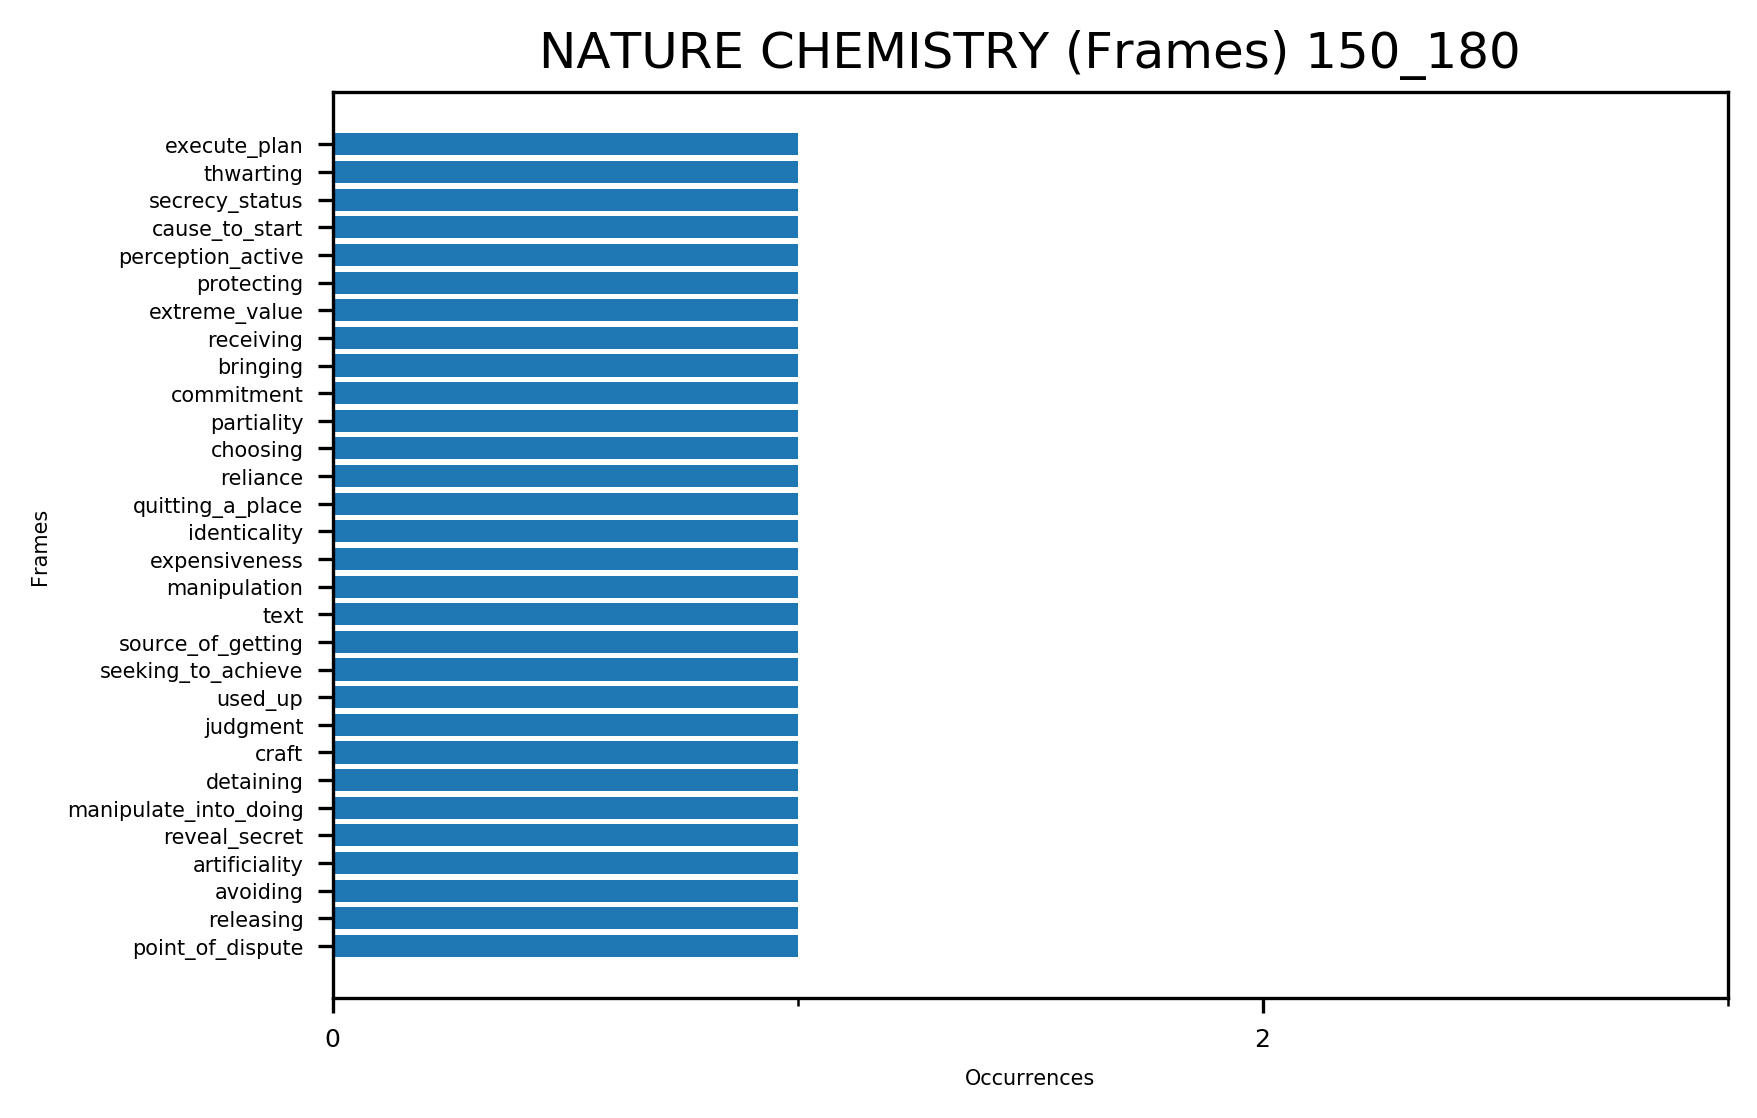 NATURE CHEMISTRY (Frames) 150_180
execute_plan
thwarting
secrecy_status
cause_to_start
perception_active
protecting
extreme_value
receiving
bringing
commitment
partiality
choosing
reliance
quitting_a_place
identicality
expensiveness
manipulation
text
source_of_getting
seeking_to_achieve
used_up
judgment
craft
detaining
manipulate_into_doing
reveal_secret
artificiality
avoiding
releasing
point_of_dispute
Frames
0 2
Occurrences